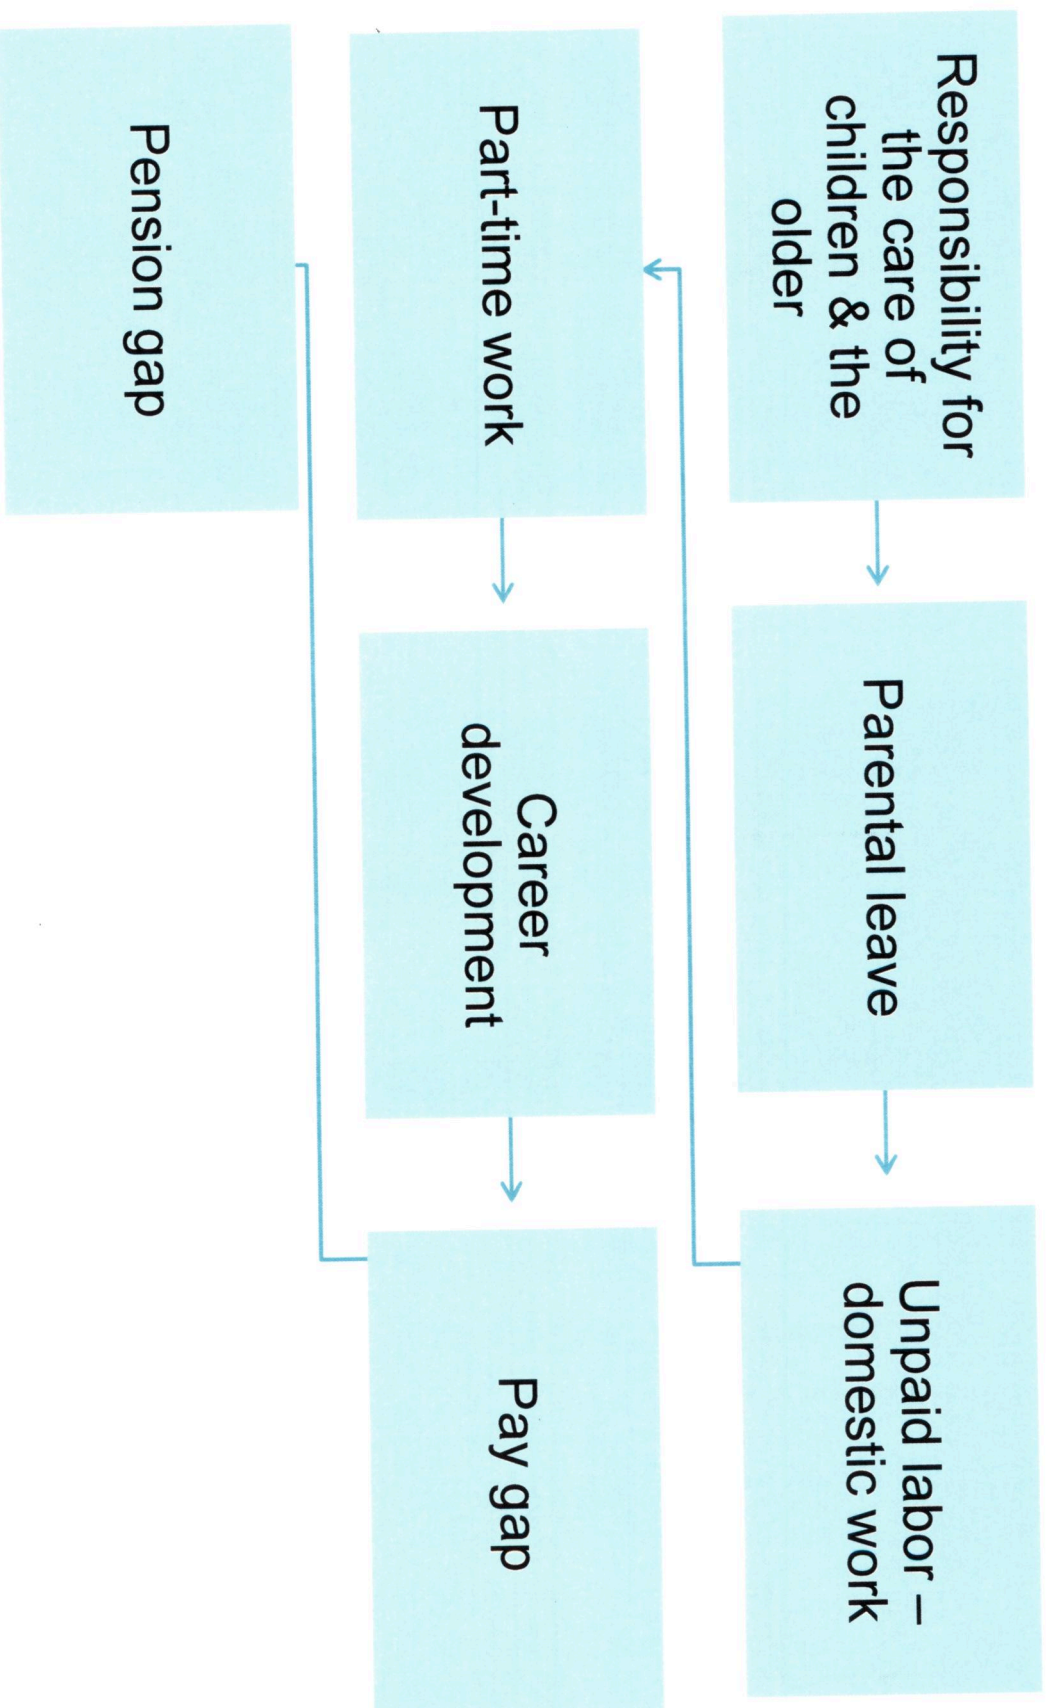 Responsibility for
the care of
children & the
older
Parental leave
Unpaid labor –
domestic work
Part-time work
Career
development
Pay gap
Pension gap